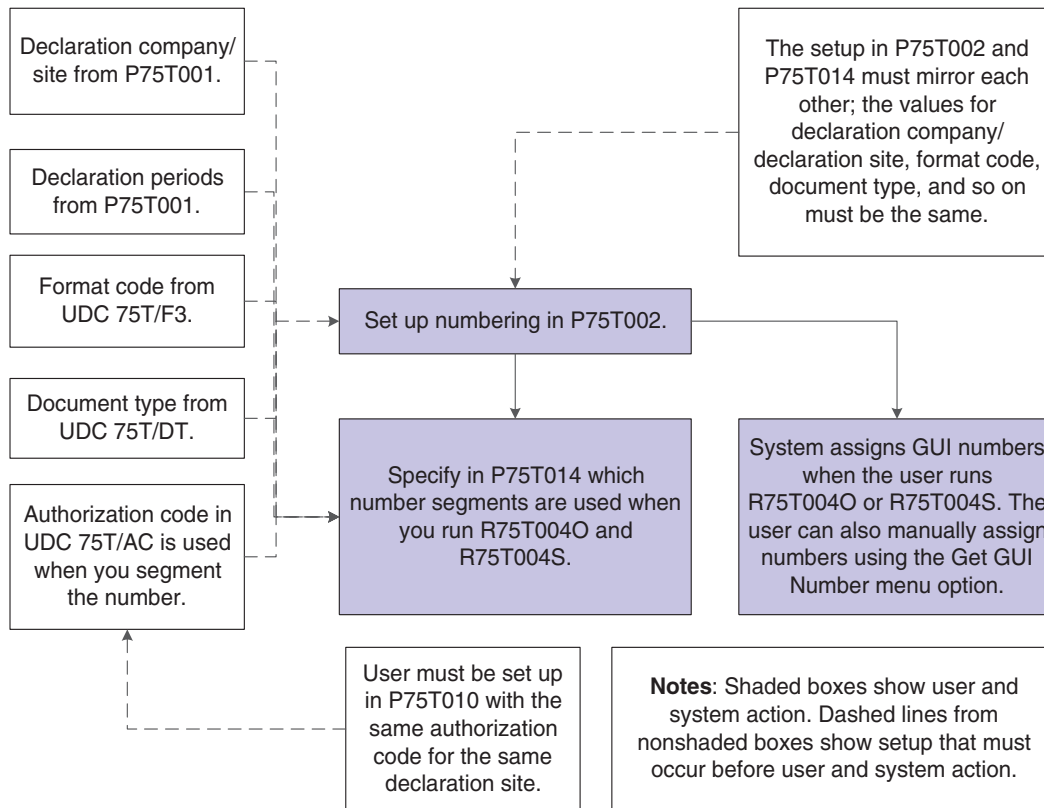 Declaration company/
site from P75T001.
The setup in P75T002 and
P75T014 must mirror each
other; the values for
declaration company/
declaration site, format code,
document type, and so on
must be the same.
Declaration periods
from P75T001.
Format code from
UDC 75T/F3.
Set up numbering in P75T002.
Document type from
UDC 75T/DT.
Specify in P75T014 which
number segments are used when
you run R75T004O and
R75T004S.
System assigns GUI numbers
when the user runs
R75T004O or R75T004S. The
user can also manually assign
numbers using the Get GUI
Number menu option.
Authorization code in
UDC 75T/AC is used
when you segment
the number.
User must be set up
in P75T010 with the
same authorization
code for the same
declaration site.
Notes: Shaded boxes show user and
system action. Dashed lines from
nonshaded boxes show setup that must
occur before user and system action.